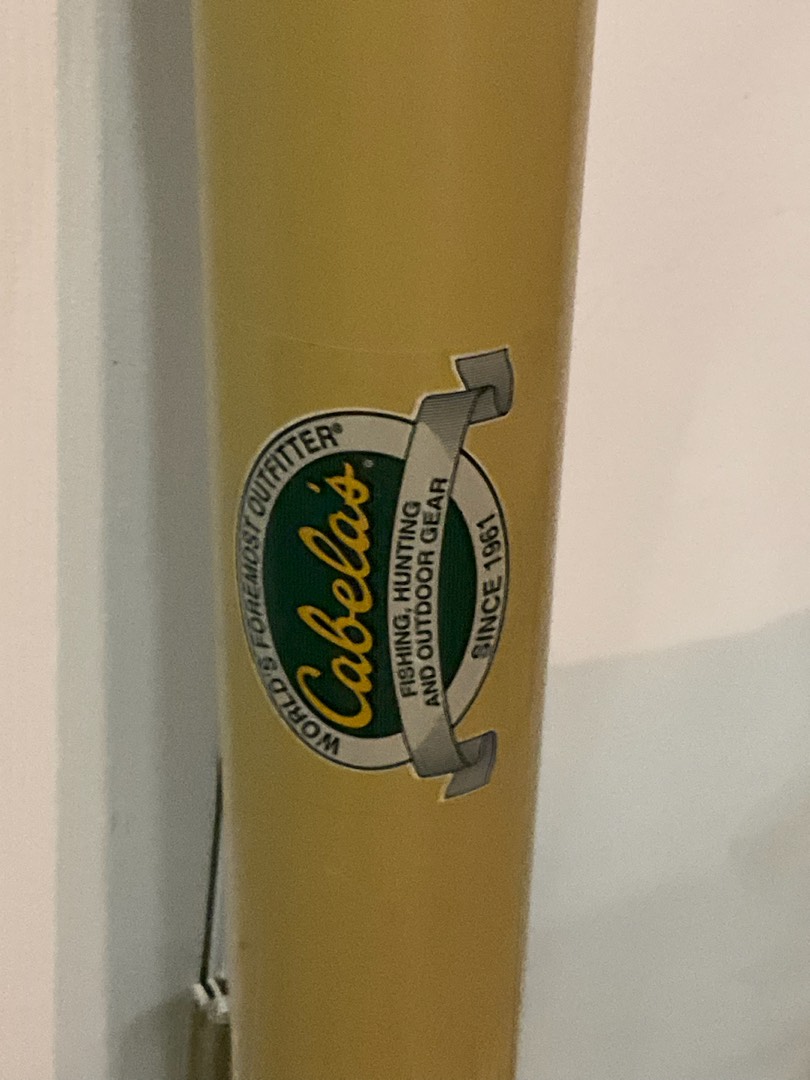 WORLD'S FOREMOST OUTFITTER®
Cabela's
FISHING, HUNTING
AND OUTDOOR GEAR
SINCE 1961